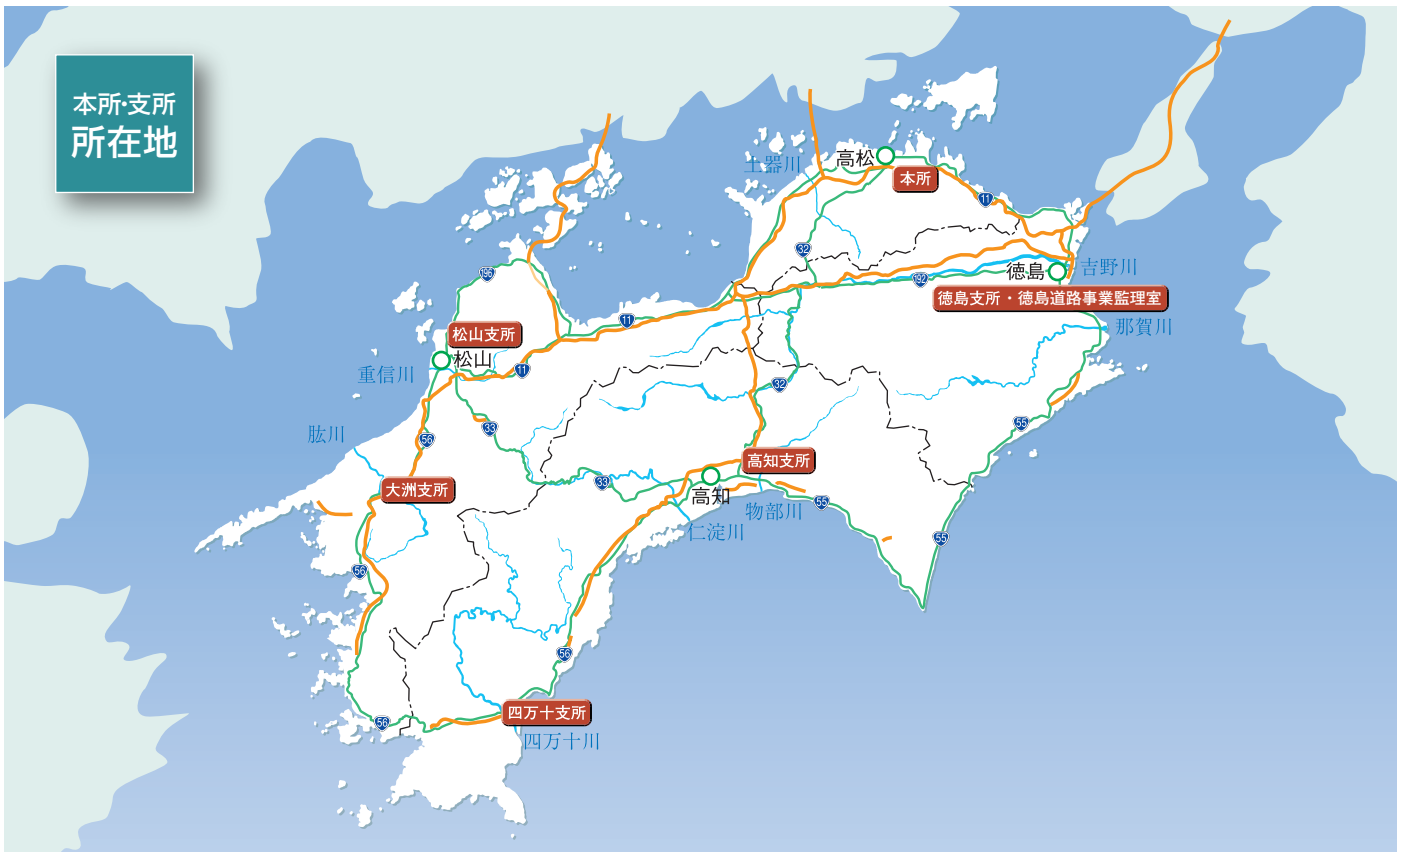 本所・支所
所在地
土器川
高松
本所
11
32
195
192
徳島
吉野川
徳島支所・徳島道路事業監理室
那賀川
松山支所
松山
11
11
重信川
32
33
55
56
肱川
大洲支所
33
高知支所
高知
物部川
55
仁淀川
55
56
56
四万十支所
56
四万十川